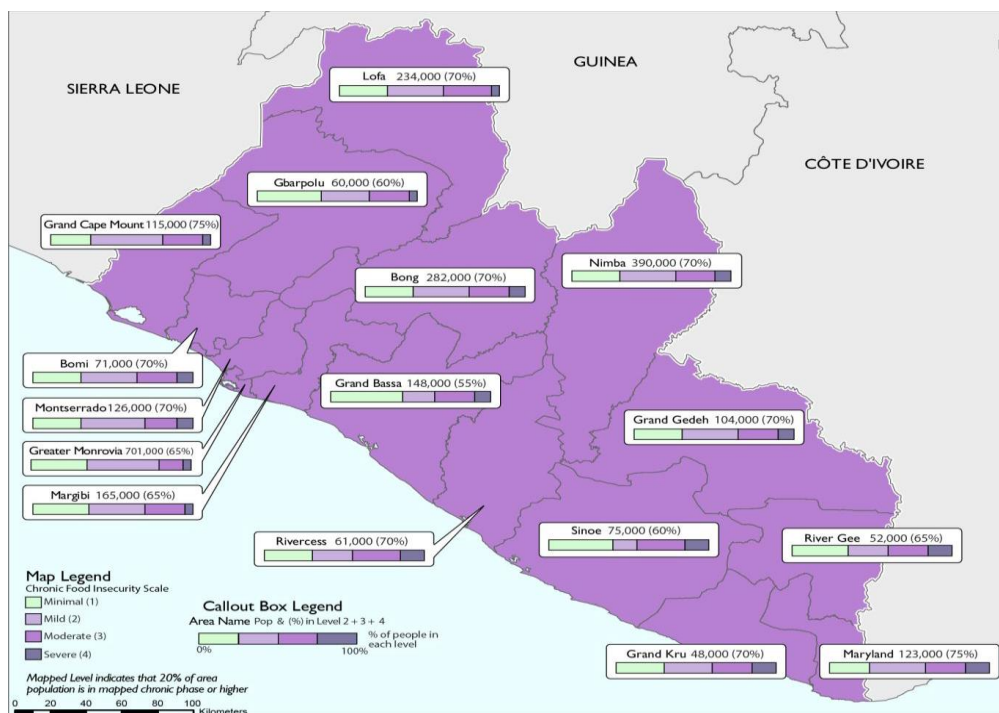 SIERRA LEONE
GUINEA
CÔTE D'IVOIRE
Lofa 234,000 (70%)
Gbarpolu 60,000 (60%)
Grand Cape Mount 115,000 (75%)
Bong 282,000 (70%)
Nimba 390,000 (70%)
Bomi 71,000 (70%)
Grand Bassa 148,000 (55%)
Montserrado 126,000 (70%)
Grand Gedeh 104,000 (70%)
Greater Monrovia 701,000 (65%)
Margibi 165,000 (65%)
Rivercess 61,000 (70%)
Sinoe 75,000 (60%)
River Gee 52,000 (65%)
Grand Kru 48,000 (70%)
Maryland 123,000 (75%)
Map Legend
Chronic Food Insecurity Scale
Minimal (1)
Mild (2)
Moderate (3)
Severe (4)
Callout Box Legend
Area Name Pop & (%) in Level 2 + 3 + 4
0% 100%
% of people in
each level
Mapped Level indicates that 20% of area
population is in mapped chronic phase or higher
0 20 40 60 80 100
Kilometers